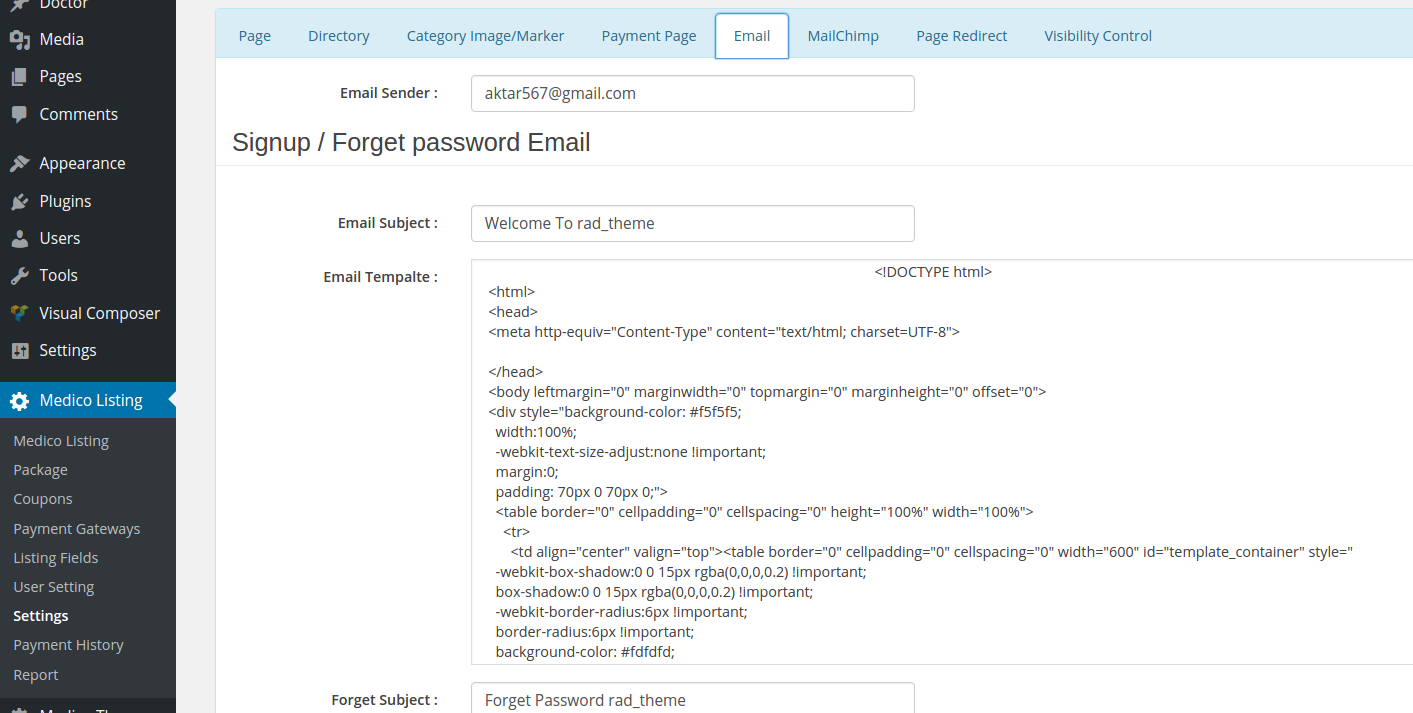 Doctor
Media
Pages
Comments
Appearance
Plugins
Users
Tools
Visual Composer
Settings
Medico Listing
Medico Listing
Package
Coupons
Payment Gateways
Listing Fields
User Setting
Settings
Payment History
Report
Page Directory Category Image/Marker Payment Page Email MailChimp Page Redirect Visibility Control
Email Sender : aktar567@gmail.com
Signup / Forget password Email
Email Subject : Welcome To rad_theme
Email Tempalte : <!DOCTYPE html>
<html>
<head>
<meta http-equiv="Content-Type" content="text/html; charset=UTF-8">
</head>
<body leftmargin="0" marginwidth="0" topmargin="0" marginheight="0" offset="0">
<div style="background-color: #f5f5f5;
width:100%;
-webkit-text-size-adjust:none !important;
margin:0;
padding: 70px 0 70px 0;">
<table border="0" cellpadding="0" cellspacing="0" height="100%" width="100%">
<tr>
<td align="center" valign="top"><table border="0" cellpadding="0" cellspacing="0" width="600" id="template_container" style="
-webkit-box-shadow:0 0 15px rgba(0,0,0,0.2) !important;
box-shadow:0 0 15px rgba(0,0,0,0.2) !important;
-webkit-border-radius:6px !important;
border-radius:6px !important;
background-color: #fdfdfd;
Forget Subject : Forget Password rad_theme